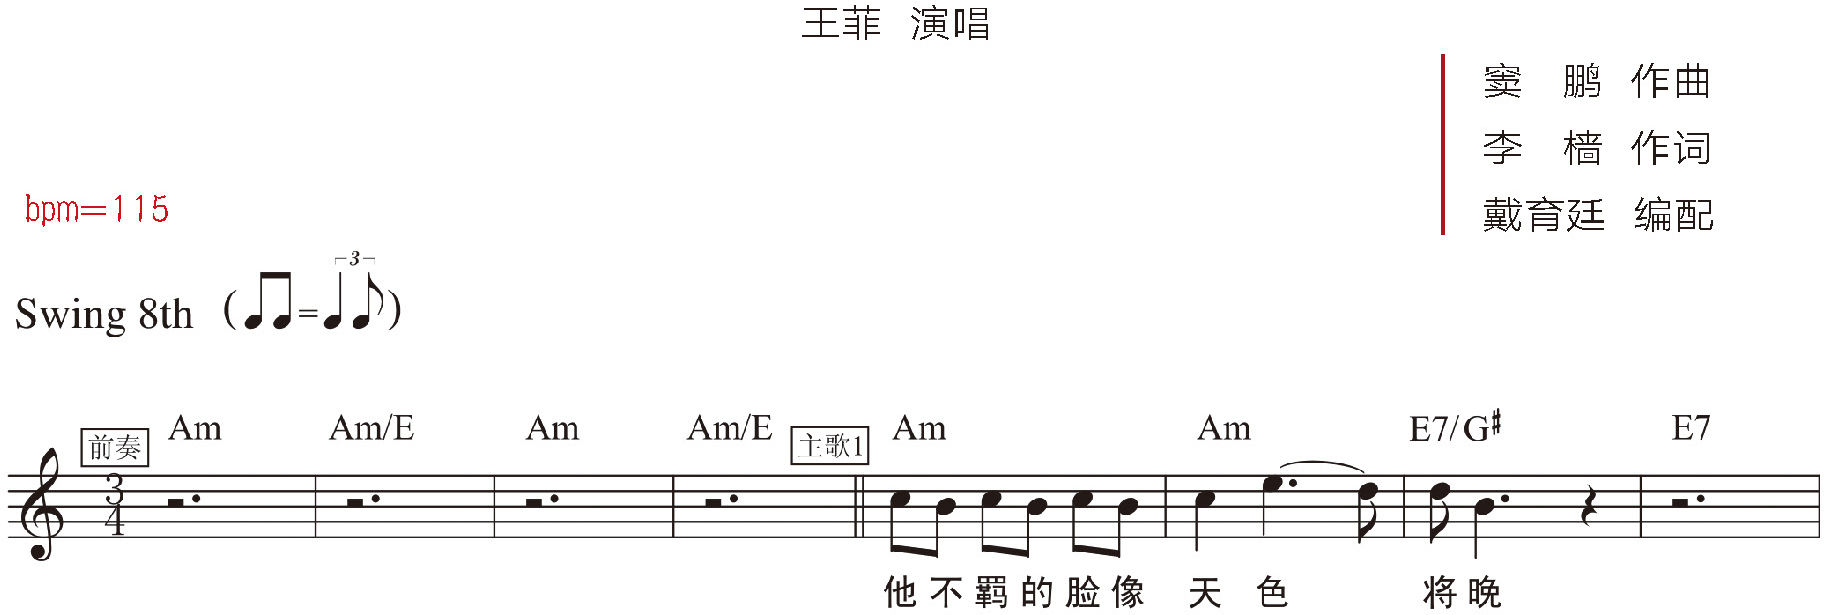 王菲 演唱
窦 鹏 作曲
李 樯 作词
戴育廷 编配
bpm=115
3
Swing 8th (♫=♩♪)
前奏 Am Am/E Am Am/E 主歌1 Am Am E7/G♯ E7
3
4
他不羁的脸像 天色 将晚